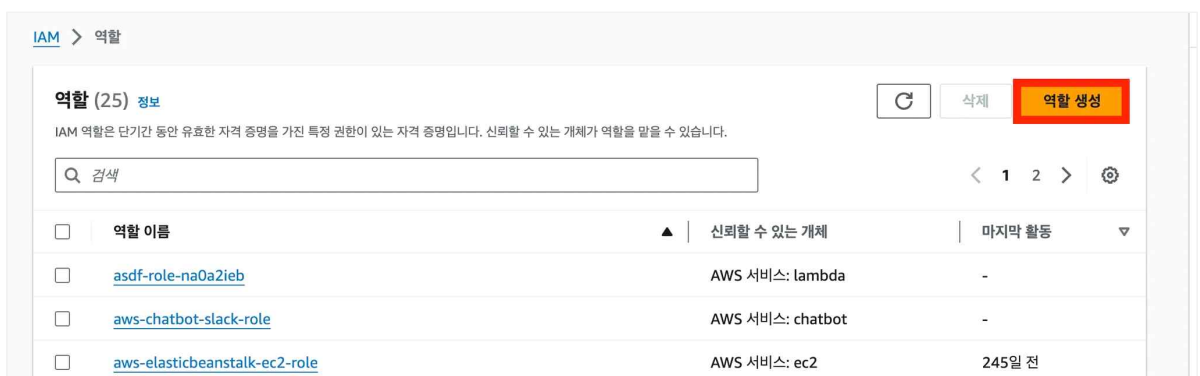 IAM > 역할
역할 (25) 정보
삭제
역할 생성
IAM 역할은 단기간 동안 유효한 자격 증명을 가진 특정 권한이 있는 자격 증명입니다. 신뢰할 수 있는 개체가 역할을 맡을 수 있습니다.
검색
< 1 2 >
역할 이름 ▲ 신뢰할 수 있는 개체 마지막 활동 ▽
asdf-role-na0a2ieb AWS 서비스: lambda -
aws-chatbot-slack-role AWS 서비스: chatbot -
aws-elasticbeanstalk-ec2-role AWS 서비스: ec2 245일 전